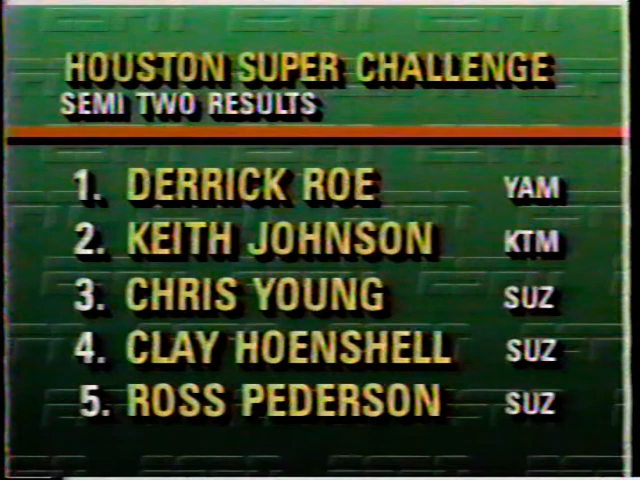 HOUSTON SUPER CHALLENGE
SEMI TWO RESULTS
1. DERRICK ROE YAM
2. KEITH JOHNSON KTM
3. CHRIS YOUNG SUZ
4. CLAY HOENSHELL SUZ
5. ROSS PEDERSON SUZ